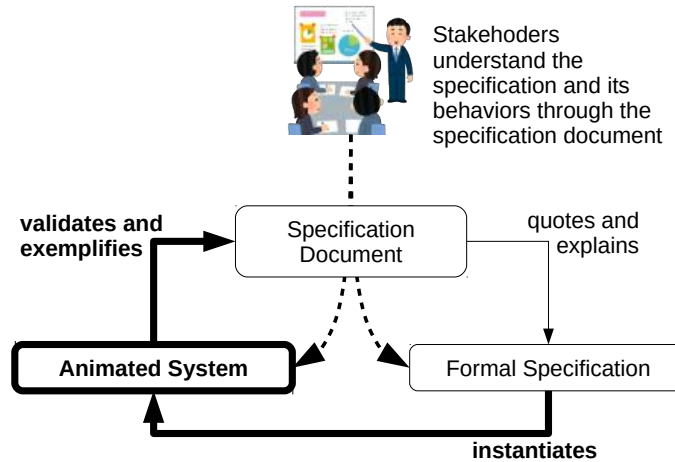 Stakehoders
understand the
specification and its
behaviors through the
specification document
validates and
exemplifies
Specification
Document
quotes and
explains
Animated System
Formal Specification
instantiates